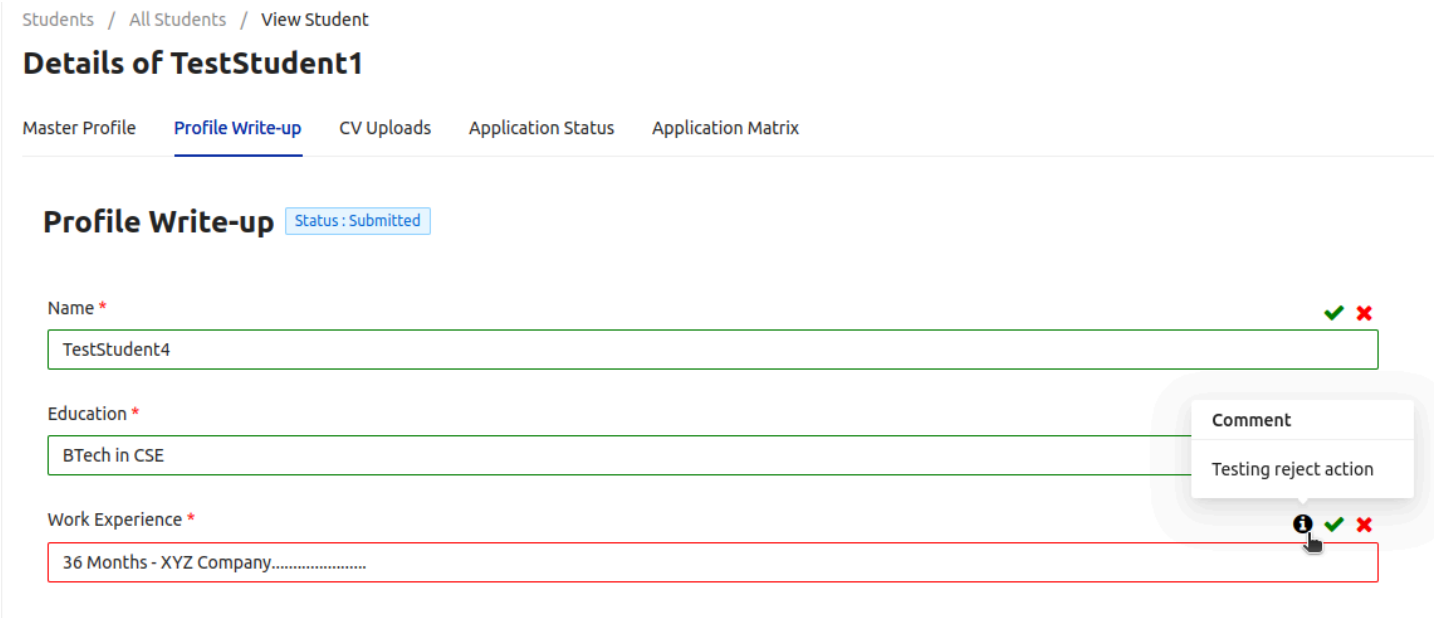 Students / All Students / View Student
Details of TestStudent1
Master Profile Profile Write-up CV Uploads Application Status Application Matrix
Profile Write-up Status : Submitted
Name *
TestStudent4
Education *
BTech in CSE
Comment
Testing reject action
Work Experience *
36 Months - XYZ Company......................